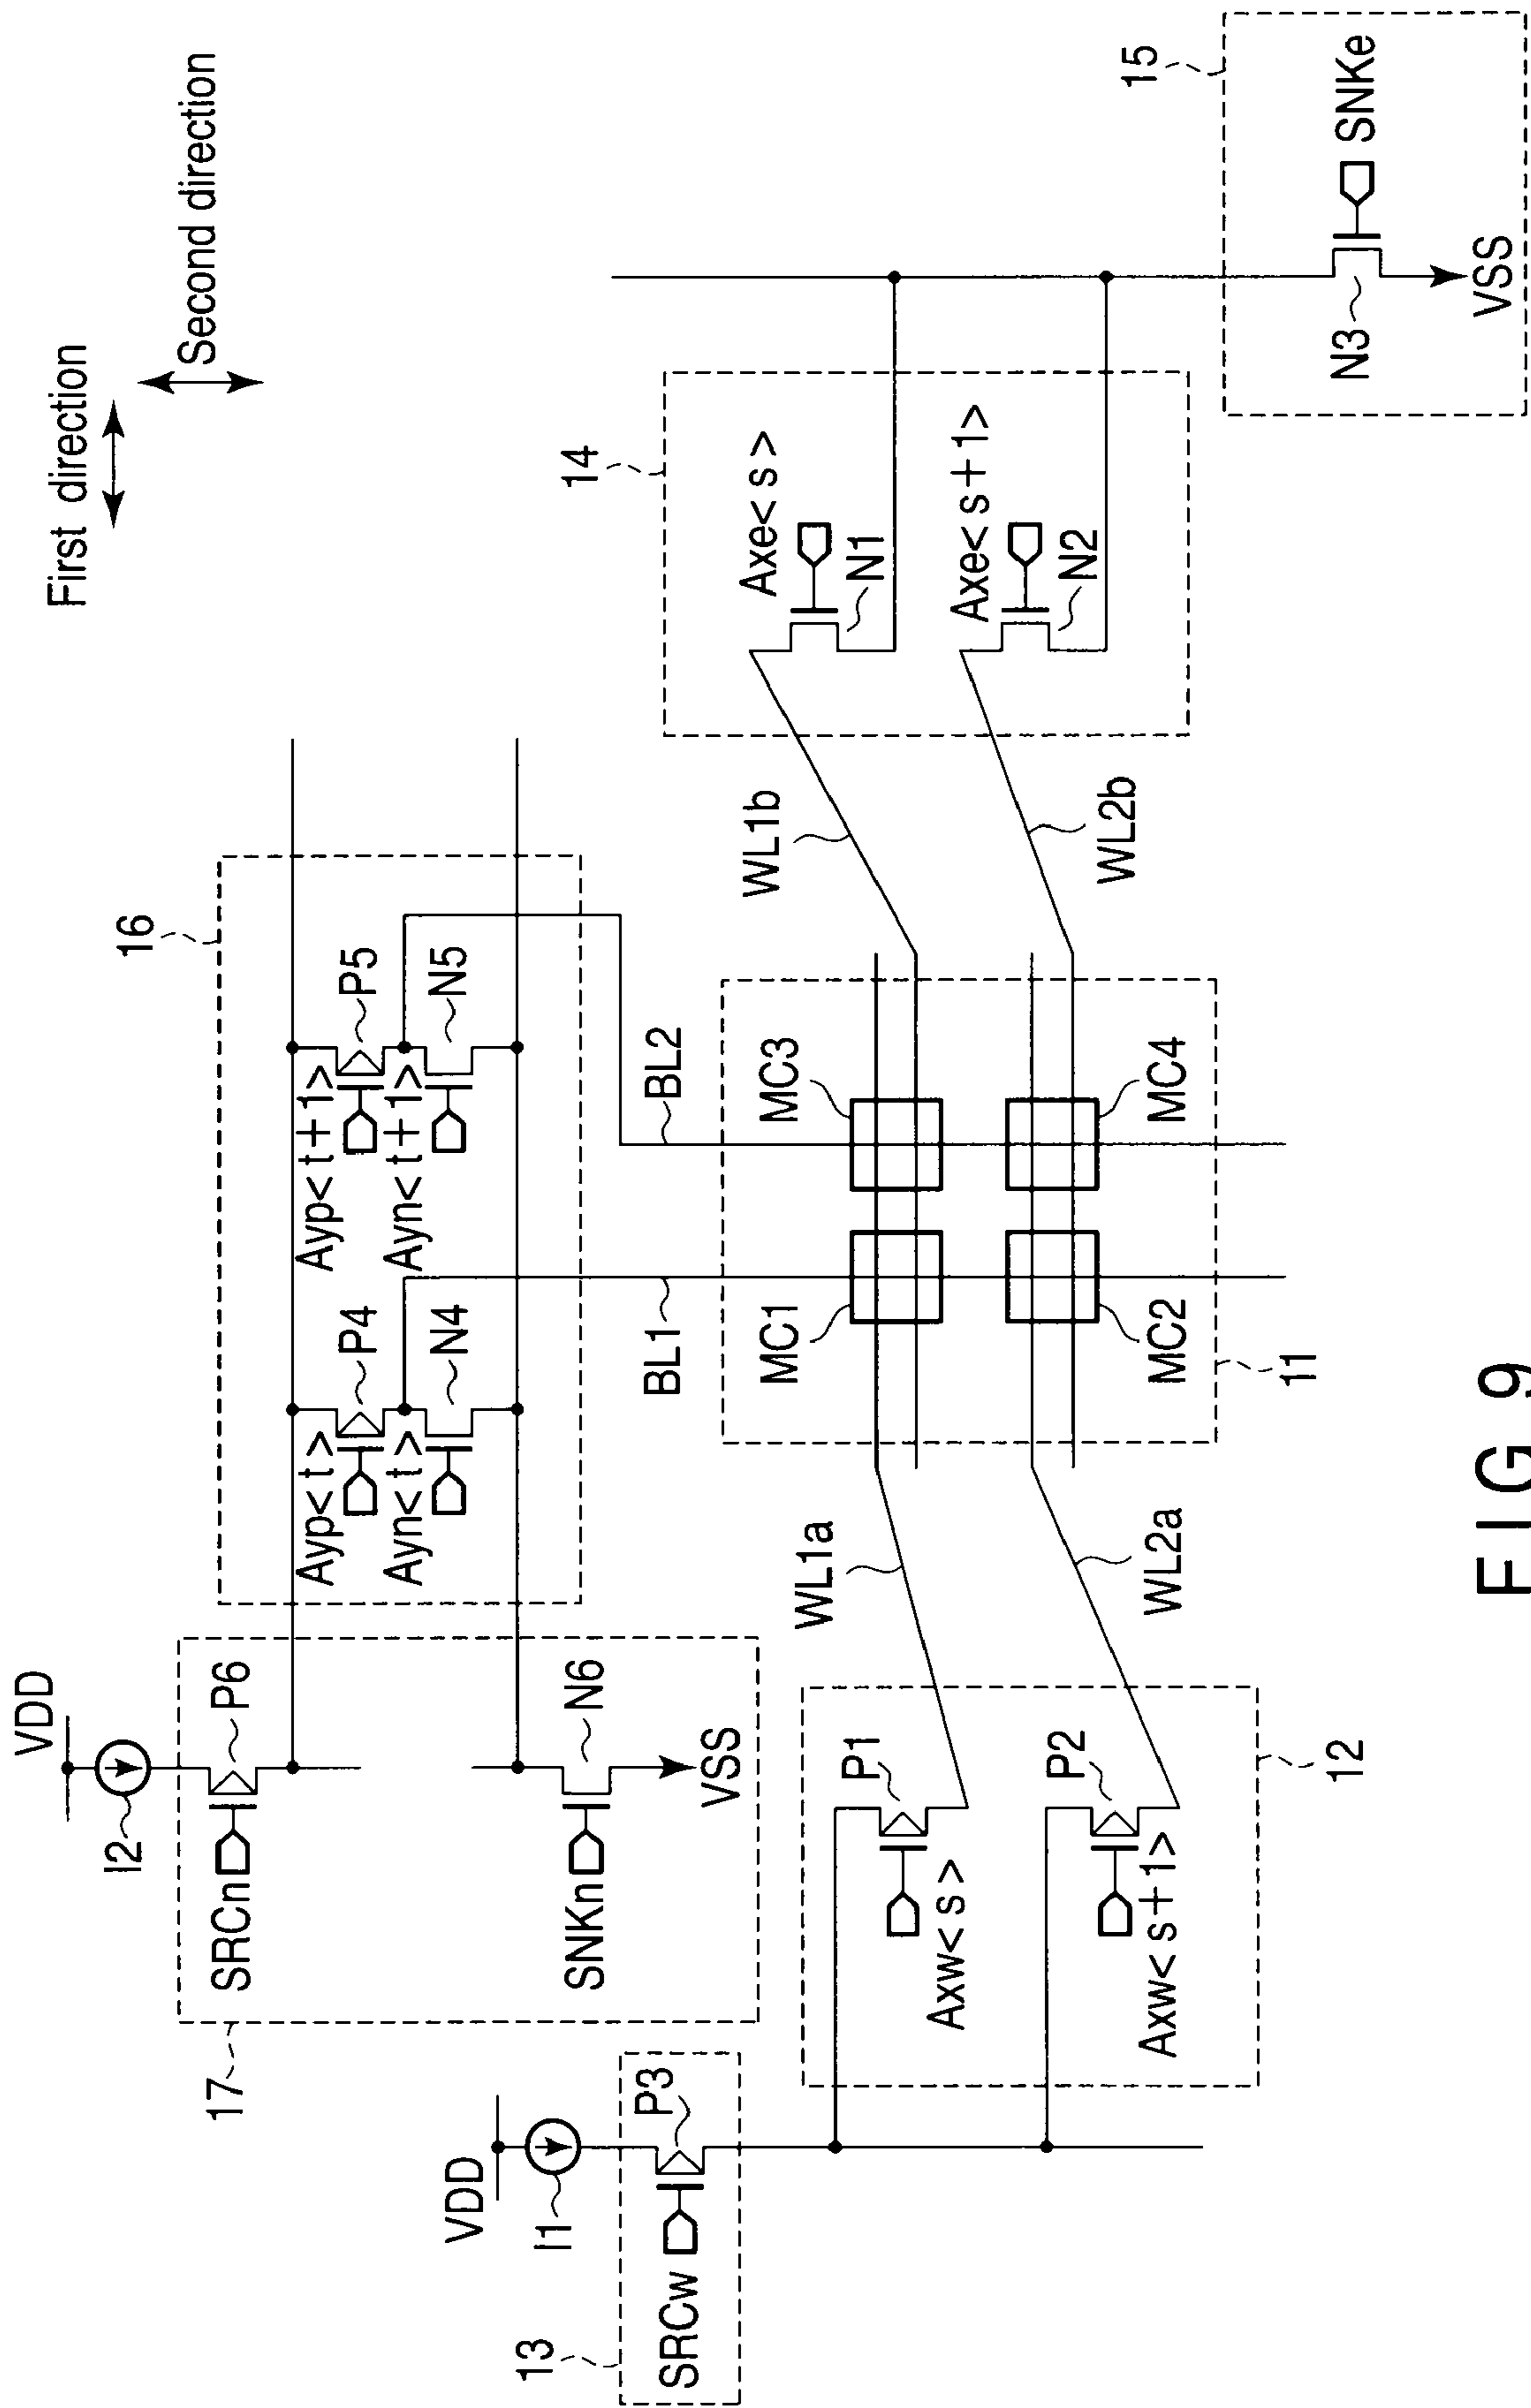 First direction
Second direction
VDD
I2
17
SRCn
P6
SNKn
N6
VSS
16
Ayp<t>
P4
Ayn<t>
N4
Ayp<t+1>
P5
Ayn<t+1>
N5
VDD
I1
13
SRCw
P3
BL1
BL2
12
P1
Axw<s>
P2
Axw<s+1>
WL1a
WL2a
11
MC1
MC3
MC2
MC4
WL1b
WL2b
14
Axe<s>
N1
Axe<s+1>
N2
15
SNKe
N3
VSS
FIG 9